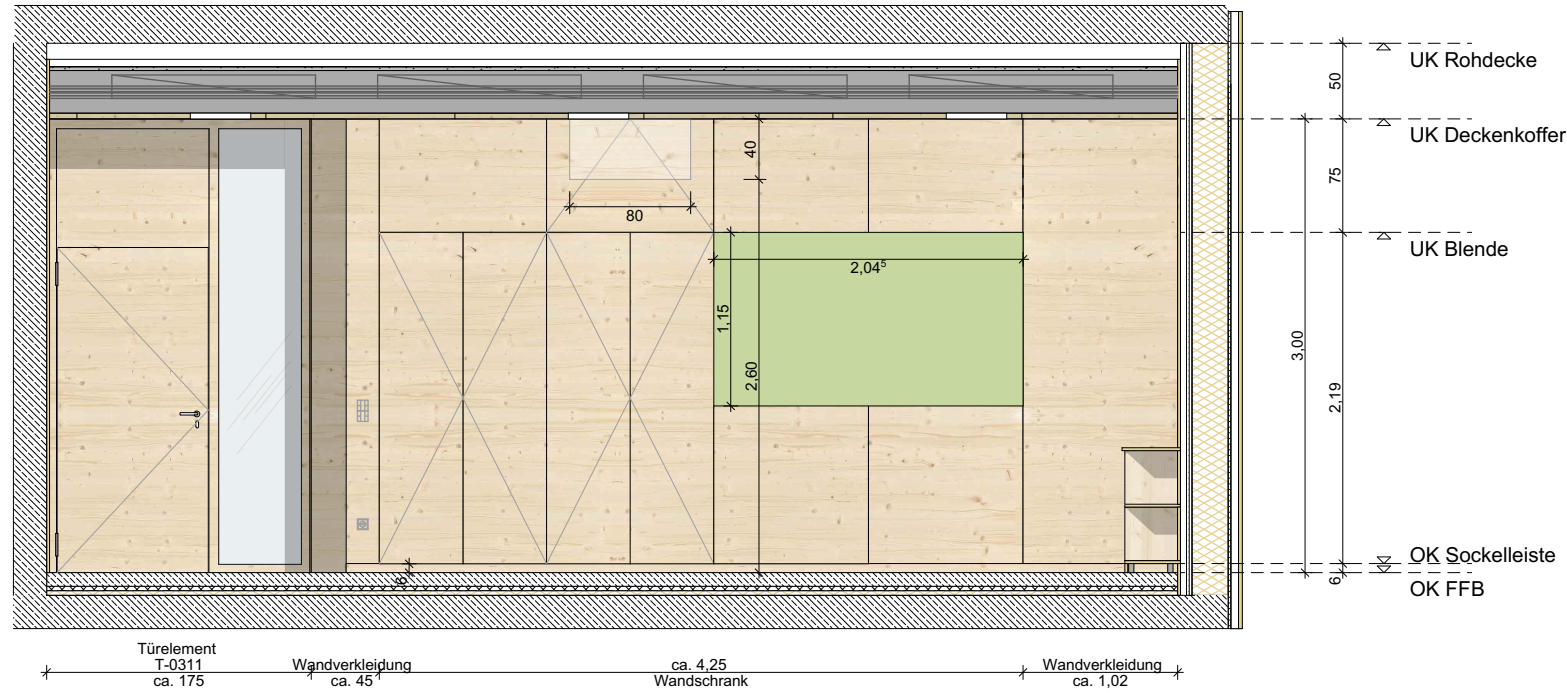 UK Rohdecke
50
UK Deckenkoffer
40
75
80
UK Blende
2,04⁵
1,15
3,00
2,60
2,19
OK Sockelleiste
6
6
OK FFB
Türelement
T-0311
ca. 175
Wandverkleidung
ca. 45
ca. 4,25
Wandschrank
Wandverkleidung
ca. 1,02